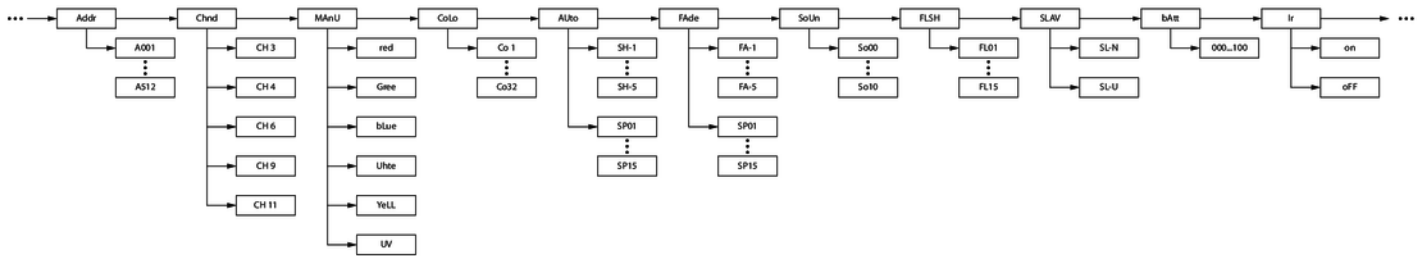 Addr
Chnd
MAnU
CoLo
AUto
FAde
SoUn
FLSH
SLAV
bAtt
Ir
A001
A512
CH 3
CH 4
CH 6
CH 9
CH 11
red
Gree
bLue
Uhte
YeLL
UV
Co 1
Co32
SH-1
SH-5
SP01
SP15
FA-1
FA-5
SP01
SP15
So00
So10
FL01
FL15
SL-N
SL-U
000...100
on
oFF